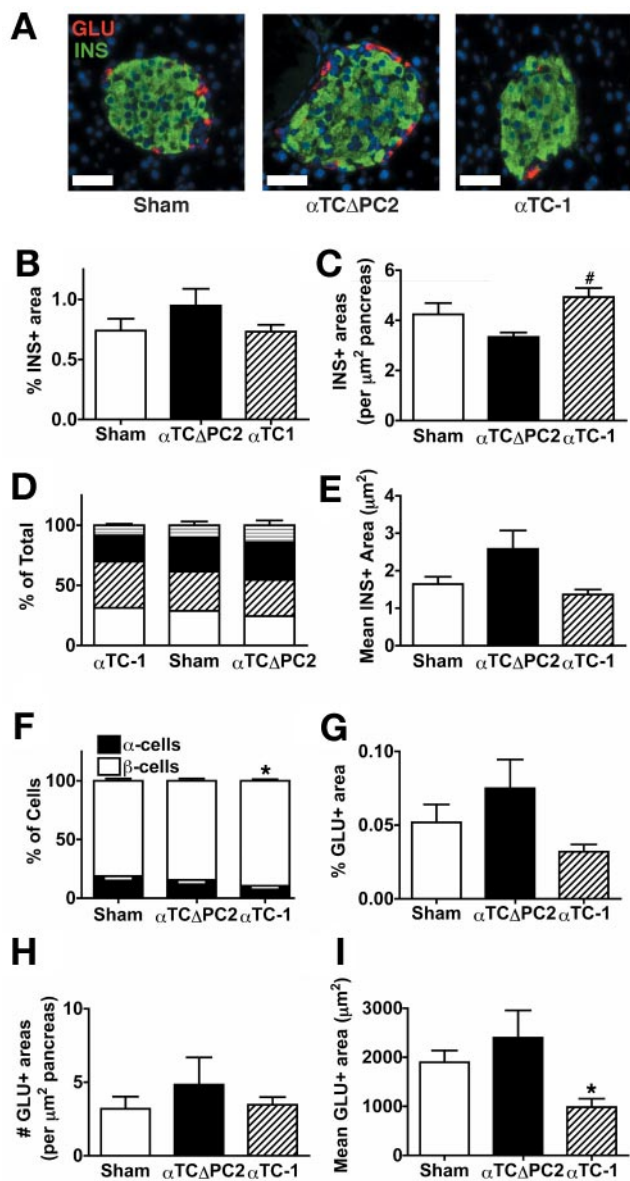 A
GLU
INS
Sham
αTCΔPC2
αTC-1
B
% INS+ area
1.0
0.5
0.0
Sham αTCΔPC2 αTC1
C
INS+ areas
(per μm² pancreas)
6
4
2
0
#
Sham αTCΔPC2 αTC-1
D
% of Total
100
50
0
αTC-1 Sham αTCΔPC2
E
Mean INS+ Area (μm²)
4
3
2
1
0
Sham αTCΔPC2 αTC-1
F
α-cells
β-cells
% of Cells
100
50
0
*
Sham αTCΔPC2 αTC-1
G
% GLU+ area
0.10
0.05
0.00
Sham αTCΔPC2 αTC-1
H
# GLU+ areas
(per μm² pancreas)
10
5
0
Sham αTCΔPC2 αTC-1
I
Mean GLU+ area (μm²)
3000
2000
1000
0
*
Sham αTCΔPC2 αTC-1